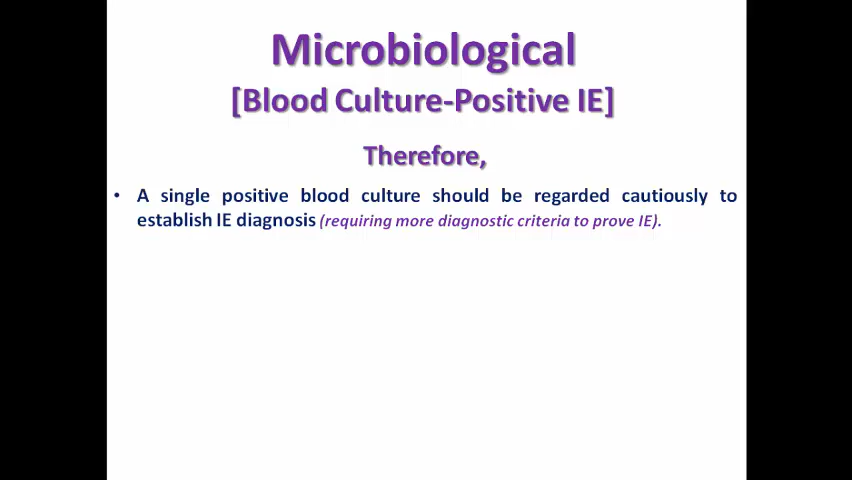 Microbiological
[Blood Culture-Positive IE]
Therefore,
• A single positive blood culture should be regarded cautiously to
establish IE diagnosis (requiring more diagnostic criteria to prove IE).